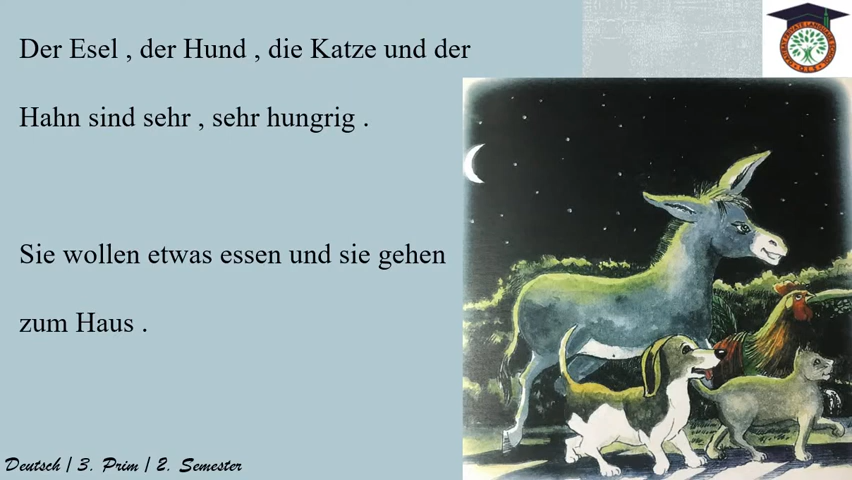 Der Esel , der Hund , die Katze und der
Hahn sind sehr , sehr hungrig .
Sie wollen etwas essen und sie gehen
zum Haus .
Deutsch | 3. Prim | 2. Semester